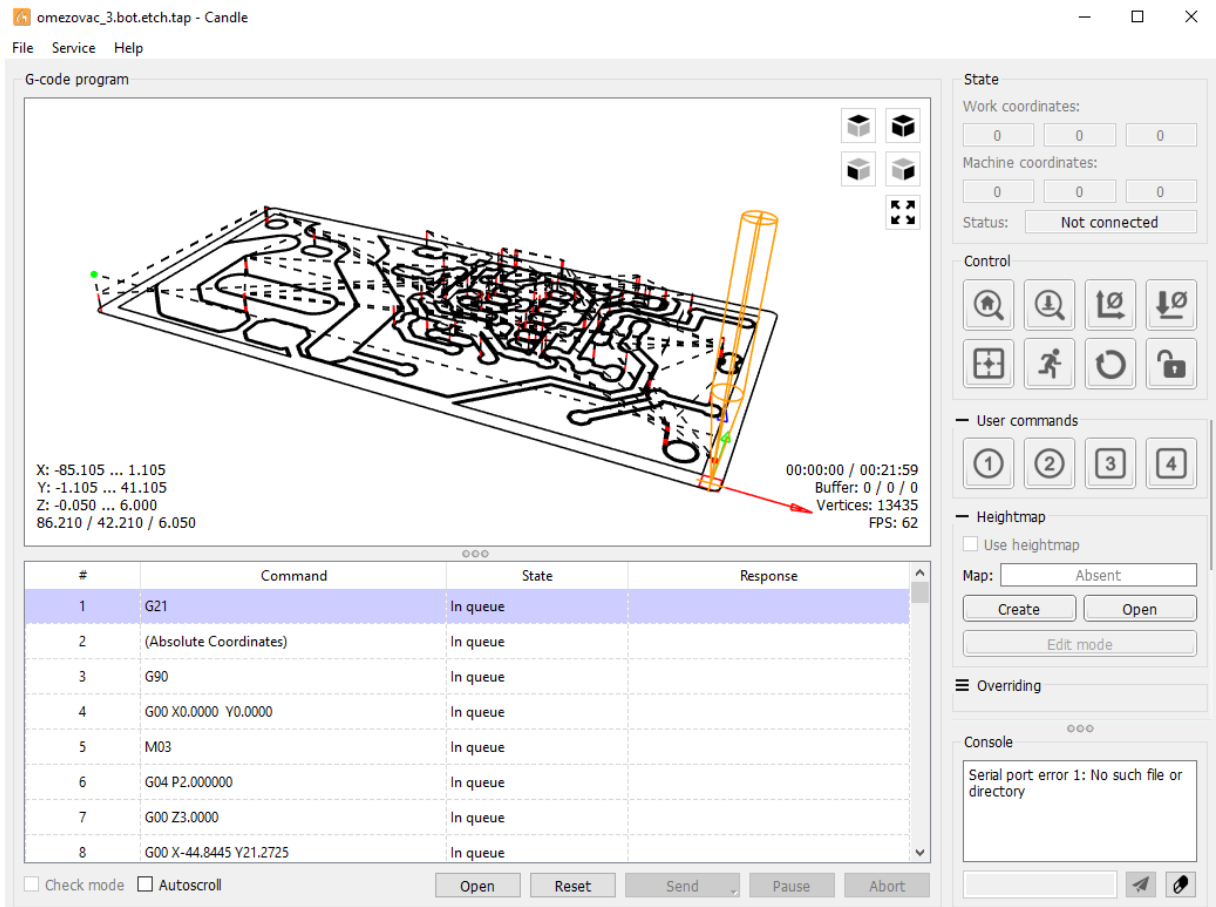 omezovac_3.bot.etch.tap - Candle
File Service Help
G-code program
X: -85.105 ... 1.105
Y: -1.105 ... 41.105
Z: -0.050 ... 6.000
86.210 / 42.210 / 6.050
00:00:00 / 00:21:59
Buffer: 0 / 0 / 0
Vertices: 13435
FPS: 62
# Command State Response
1 G21 In queue
2 (Absolute Coordinates) In queue
3 G90 In queue
4 G00 X0.0000 Y0.0000 In queue
5 M03 In queue
6 G04 P2.000000 In queue
7 G00 Z3.0000 In queue
8 G00 X-44.8445 Y21.2725 In queue
Check mode Autoscroll Open Reset Send Pause Abort
State
Work coordinates:
0 0 0
Machine coordinates:
0 0 0
Status: Not connected
Control
User commands
1 2 3 4
Heightmap
Use heightmap
Map: Absent
Create Open
Edit mode
Overriding
Console
Serial port error 1: No such file or
directory